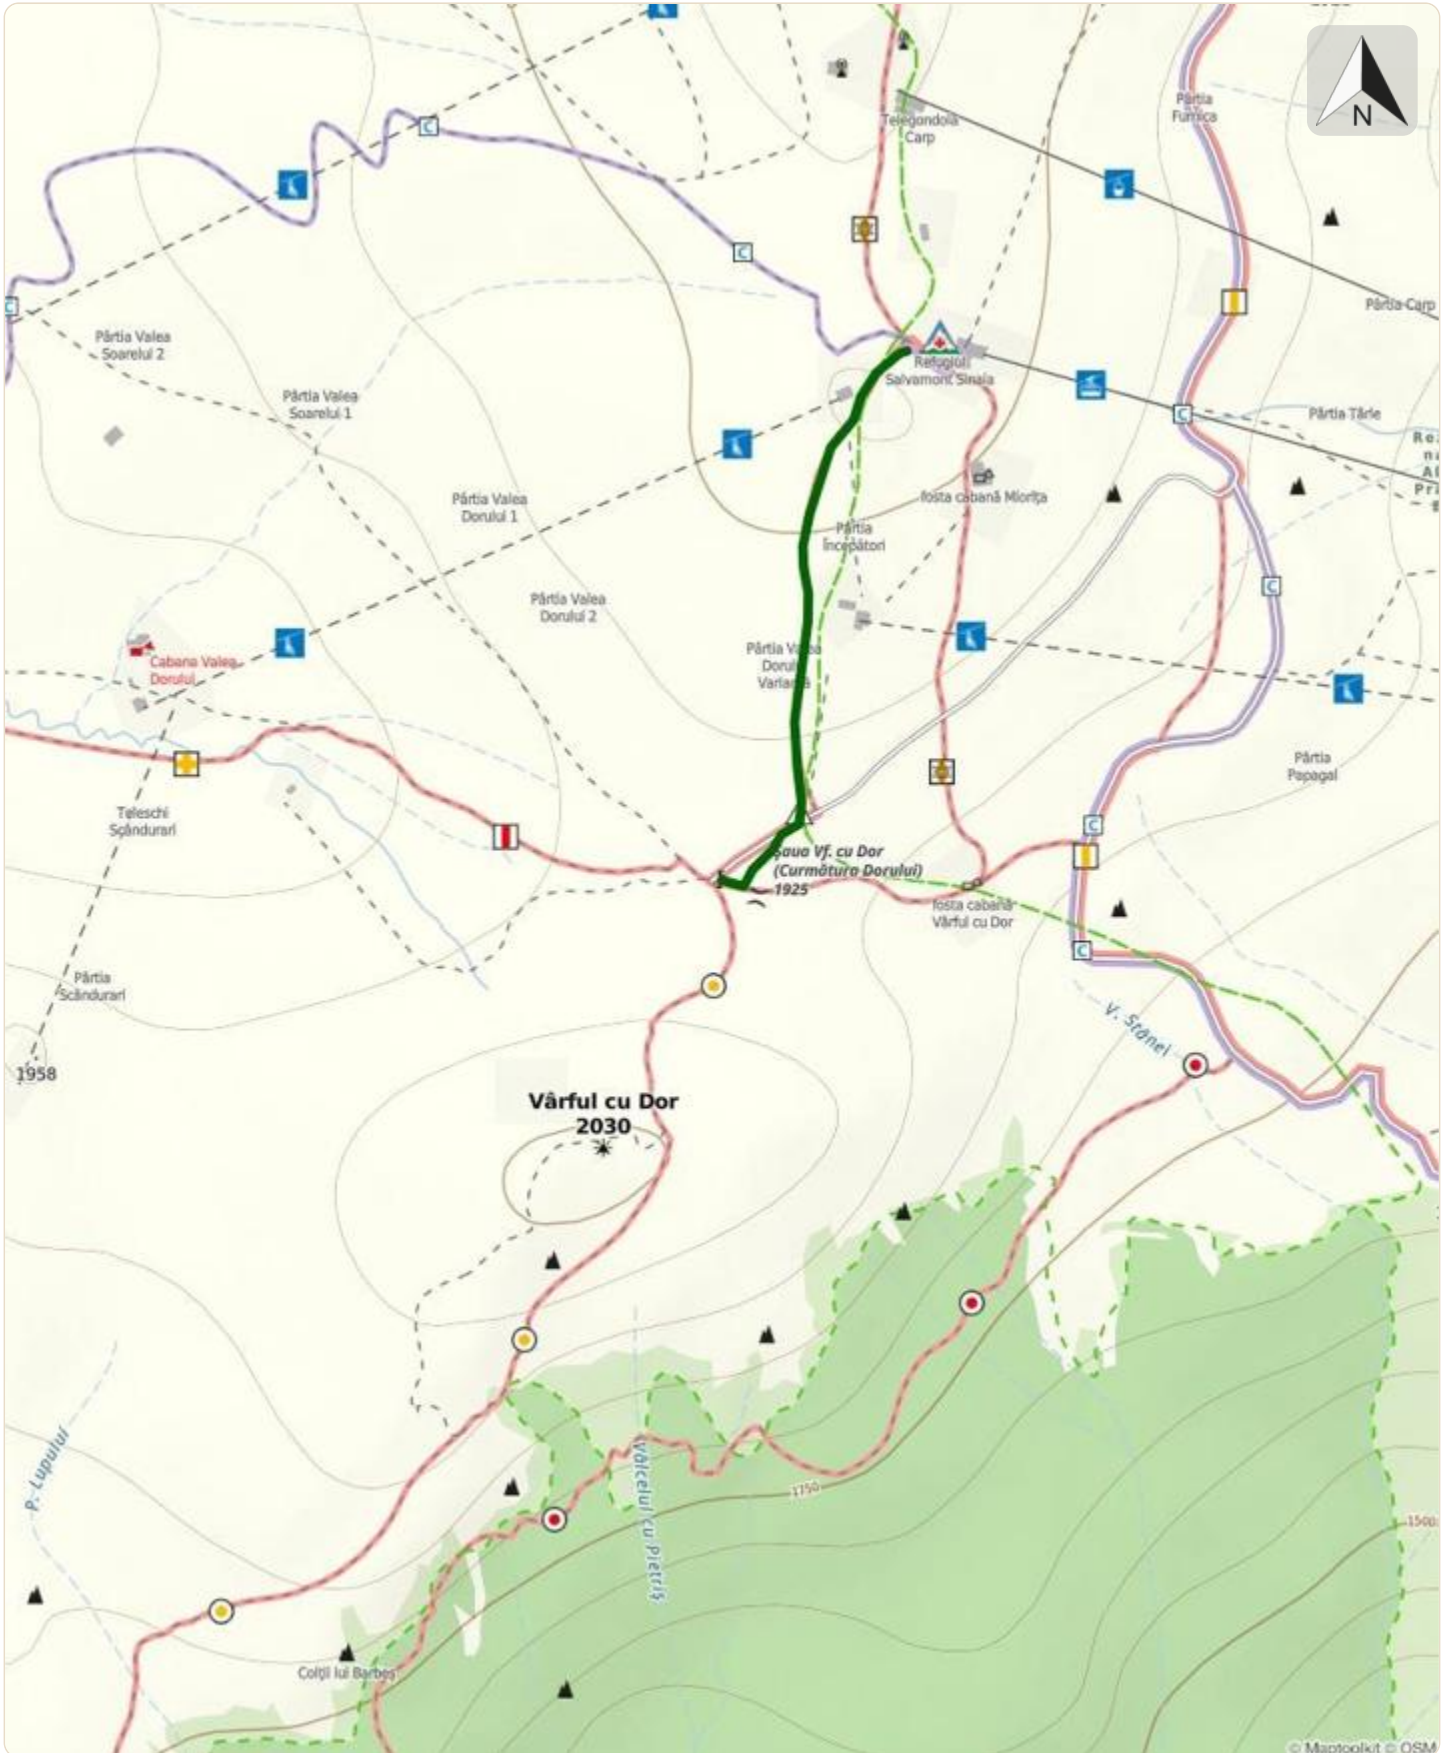 N
Pârtia
Furnica
Telegondola
Carp
Pârtia Carp
Pârtia Valea
Soarelui 2
Refugiul
Salvamont Sinaia
Pârtia Valea
Soarelui 1
Pârtia Târle
fosta cabană Miorița
Pârtia Valea
Dorului 1
Pârtia
Începători
Pârtia Valea
Dorului 2
Cabana Valea
Dorului
Pârtia
Papagal
Teleschi
Scândurari
Șaua Vf. cu Dor
(Curmătura Dorului)
1925
fosta cabană
Vârful cu Dor
Pârtia
Scândurari
V. Stânei
1958
Vârful cu Dor
2030
P. Lupului
Vâlcelul cu Pietriș
1750
1500
Colții lui Barbeș
© Maptoolkit © OSM
C
C
C
C
C
C
C